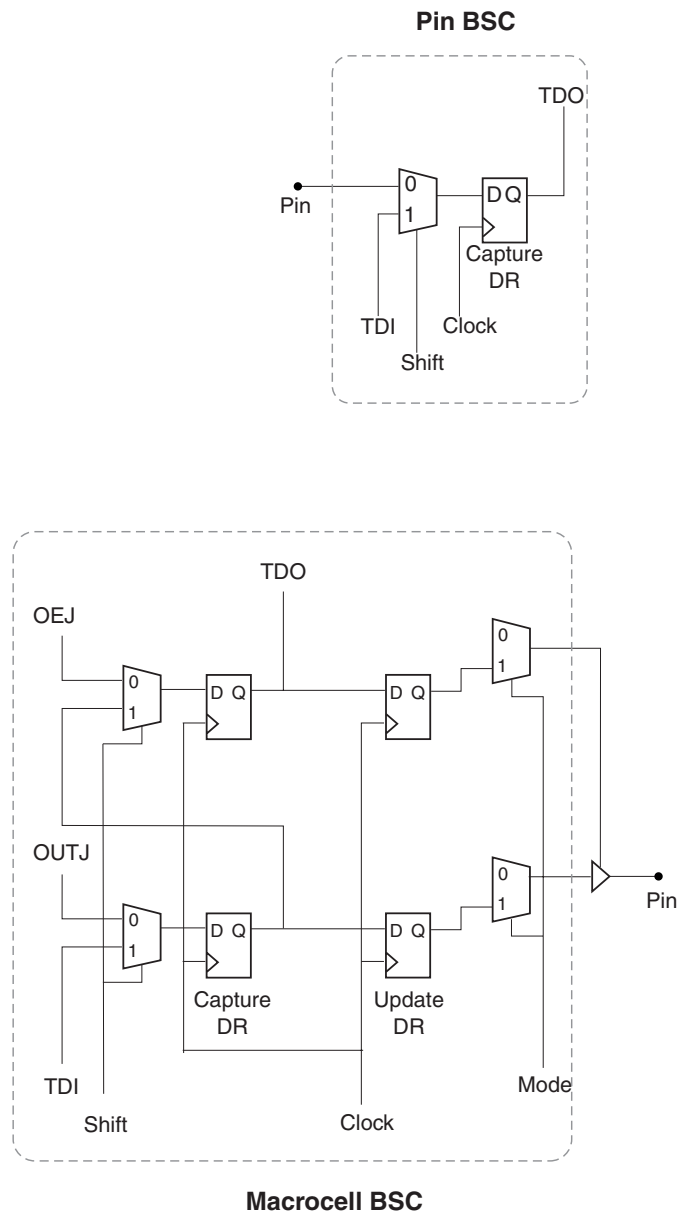 Pin BSC
TDO
0
Pin
1
D Q
Capture
DR
TDI
Clock
Shift
TDO
OEJ
0
1
D Q
D Q
0
1
OUTJ
0
1
D Q
D Q
0
1
Pin
Capture
DR
Update
DR
TDI
Mode
Shift
Clock
Macrocell BSC